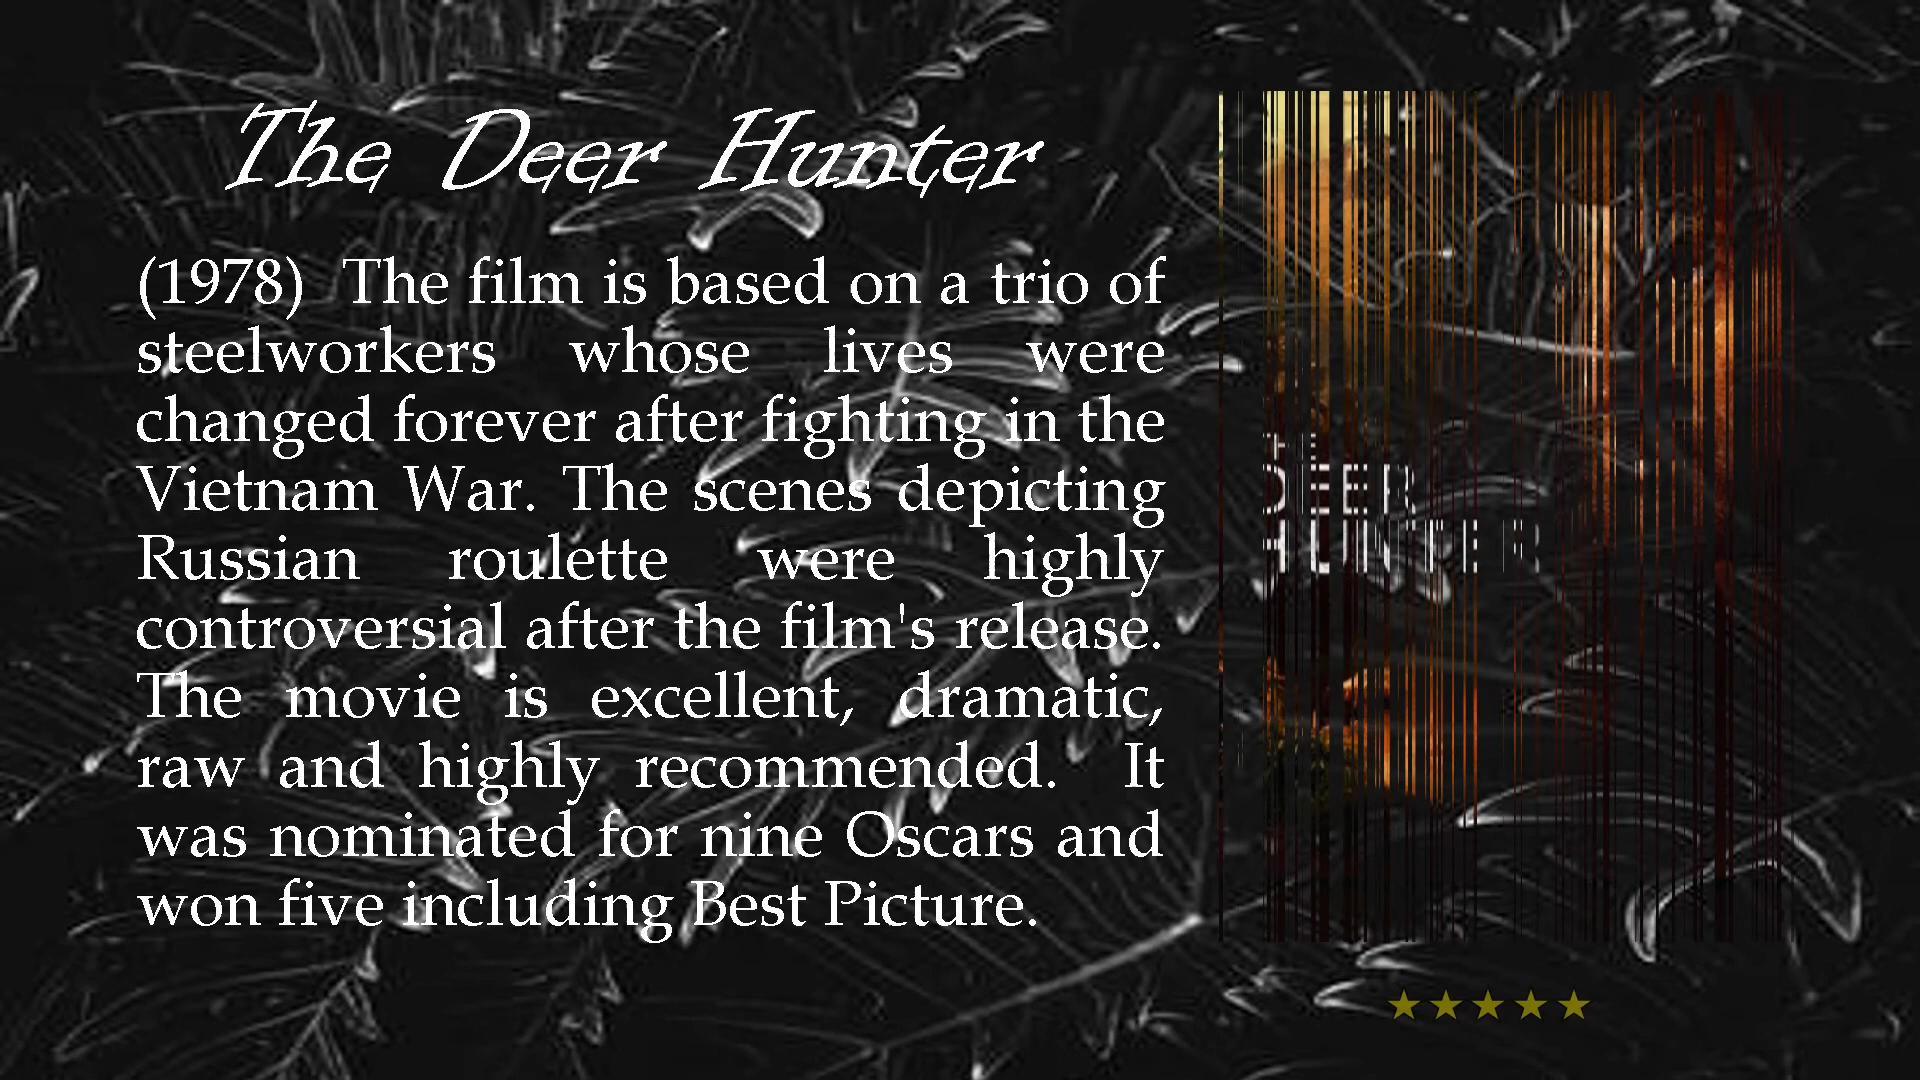 The Deer Hunter
(1978) The film is based on a trio of
steelworkers whose lives were
changed forever after fighting in the
Vietnam War. The scenes depicting
Russian roulette were highly
controversial after the film's release.
The movie is excellent, dramatic,
raw and highly recommended. It
was nominated for nine Oscars and
won five including Best Picture.
THE
DEER
HUNTER